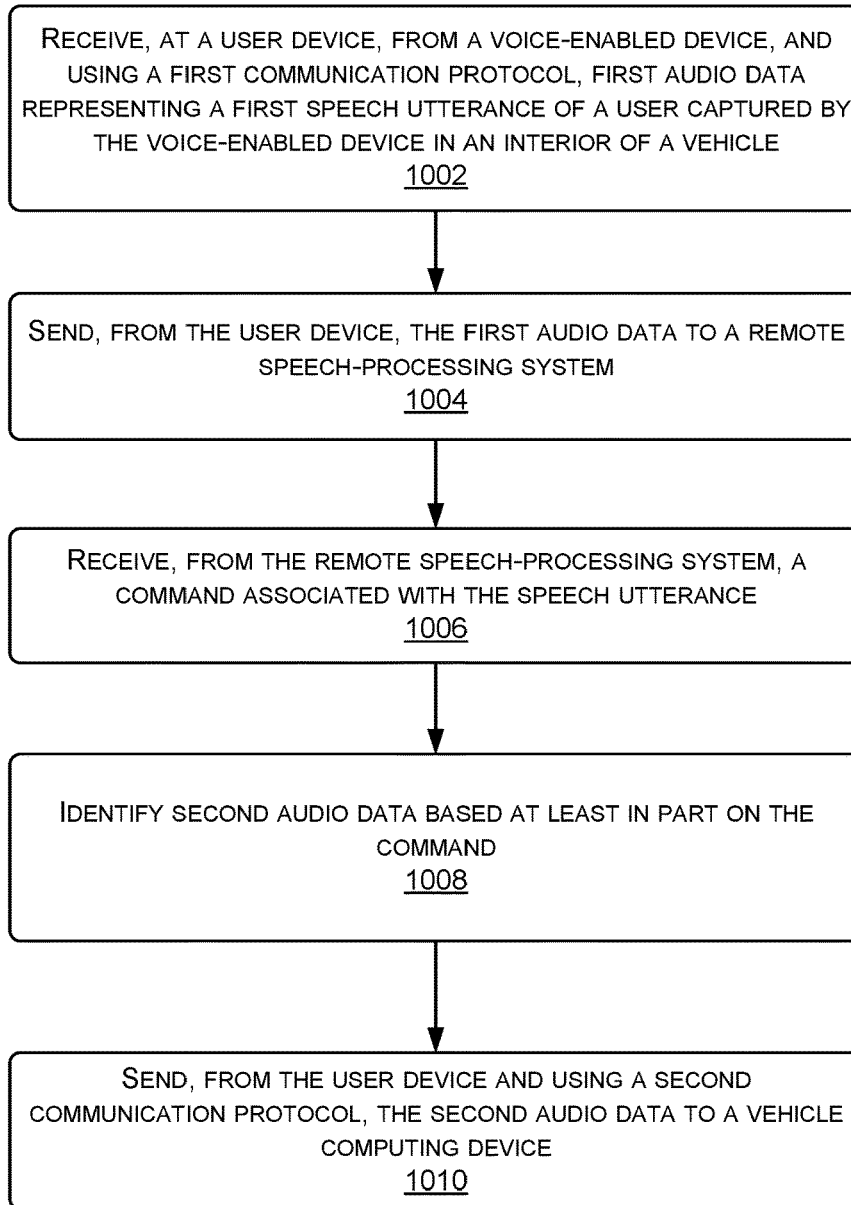 RECEIVE, AT A USER DEVICE, FROM A VOICE-ENABLED DEVICE, AND
USING A FIRST COMMUNICATION PROTOCOL, FIRST AUDIO DATA
REPRESENTING A FIRST SPEECH UTTERANCE OF A USER CAPTURED BY
THE VOICE-ENABLED DEVICE IN AN INTERIOR OF A VEHICLE
1002
SEND, FROM THE USER DEVICE, THE FIRST AUDIO DATA TO A REMOTE
SPEECH-PROCESSING SYSTEM
1004
RECEIVE, FROM THE REMOTE SPEECH-PROCESSING SYSTEM, A
COMMAND ASSOCIATED WITH THE SPEECH UTTERANCE
1006
IDENTIFY SECOND AUDIO DATA BASED AT LEAST IN PART ON THE
COMMAND
1008
SEND, FROM THE USER DEVICE AND USING A SECOND
COMMUNICATION PROTOCOL, THE SECOND AUDIO DATA TO A VEHICLE
COMPUTING DEVICE
1010